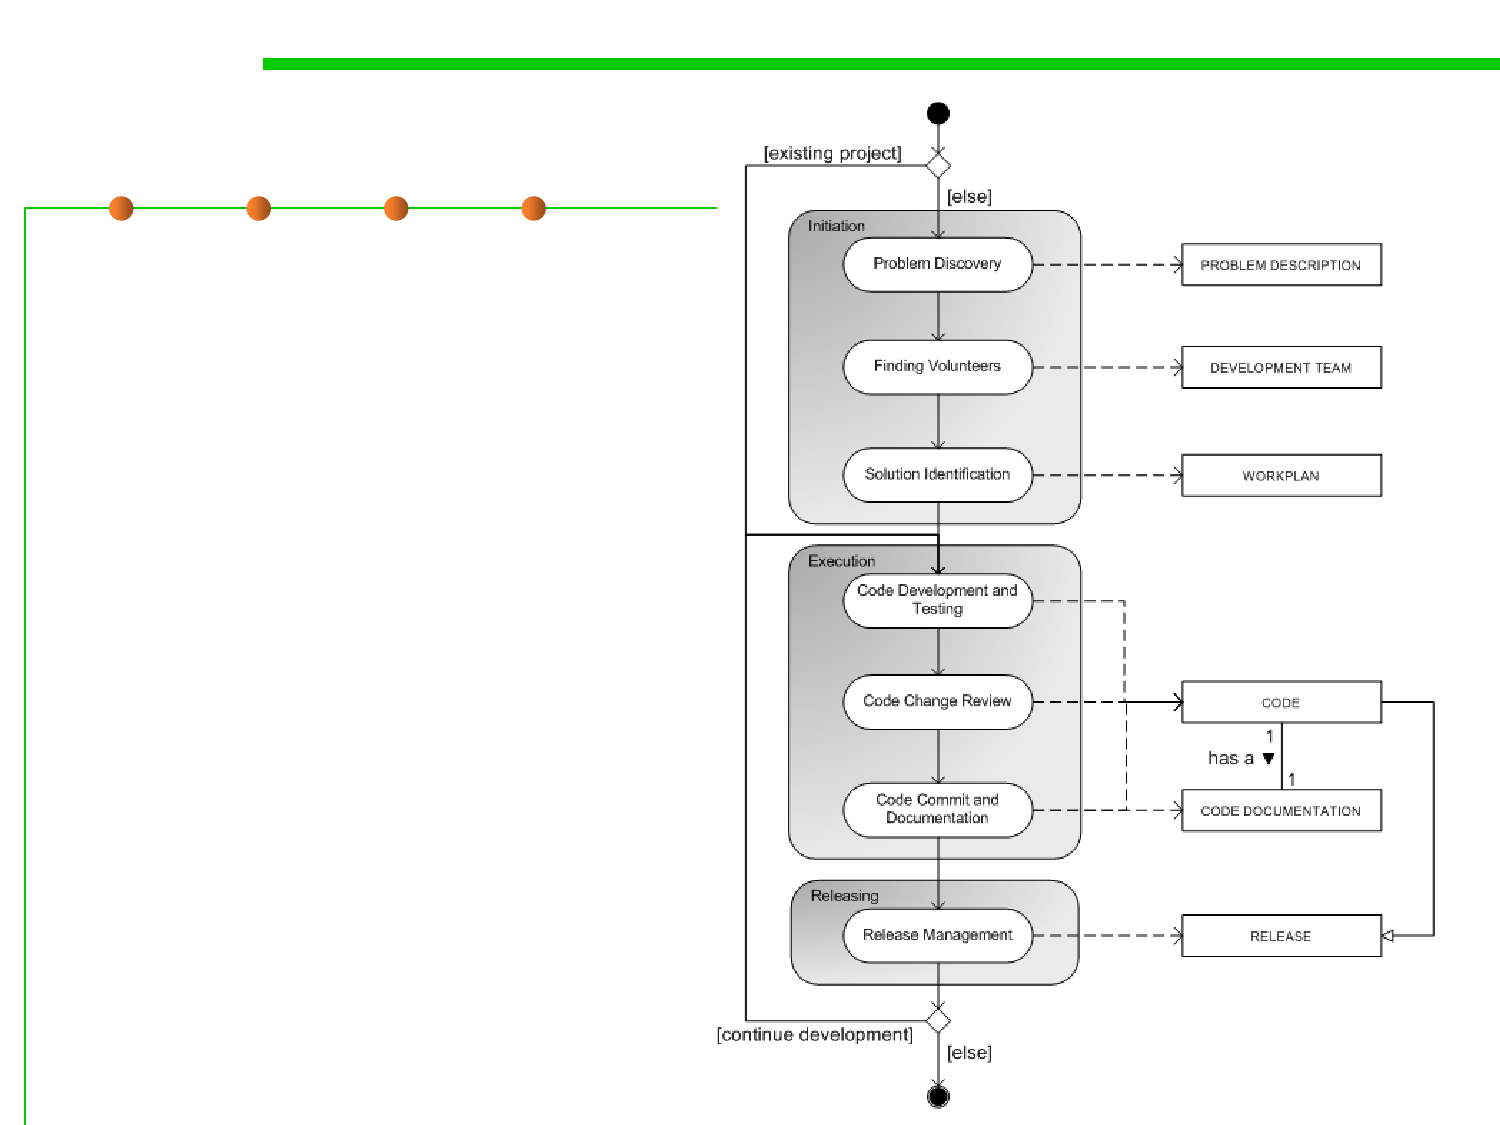 [existing project]
[else]
Initiation
Problem Discovery
PROBLEM DESCRIPTION
Finding Volunteers
DEVELOPMENT TEAM
Solution Identification
WORKPLAN
Execution
Code Development and
Testing
Code Change Review
CODE
1
has a ▼
1
Code Commit and
Documentation
CODE DOCUMENTATION
Releasing
Release Management
RELEASE
[continue development]
[else]